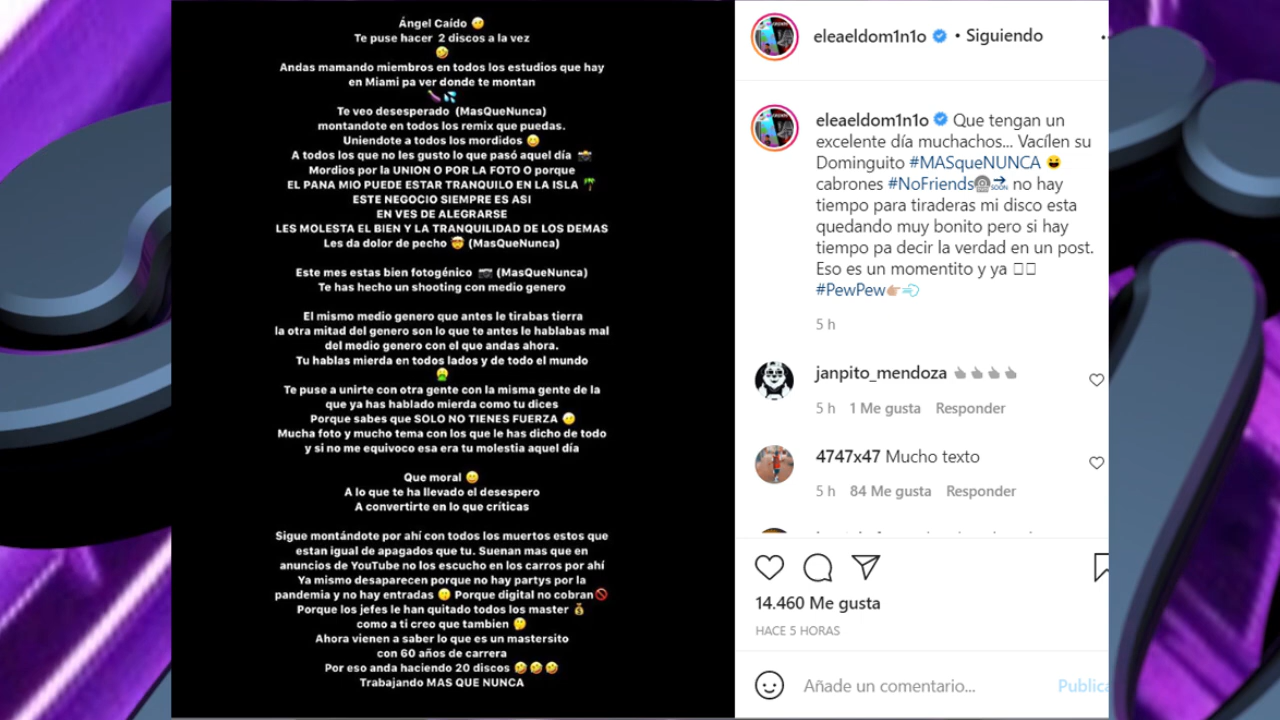 Ángel Caído 🤕
Te puse hacer 2 discos a la vez
🤣
Andas mamando miembros en todos los estudios que hay
en Miami pa ver donde te montan
🍆💦
Te veo desesperado (MasQueNunca)
montandote en todos los remix que puedas.
Uniendote a todos los mordidos 😄
A todos los que no les gusto lo que pasó aquel día 📸
Mordios por la UNION O POR LA FOTO O porque
EL PANA MIO PUEDE ESTAR TRANQUILO EN LA ISLA 🌴
ESTE NEGOCIO SIEMPRE ES ASI
EN VES DE ALEGRARSE
LES MOLESTA EL BIEN Y LA TRANQUILIDAD DE LOS DEMAS
Les da dolor de pecho 🤯 (MasQueNunca)
Este mes estas bien fotogénico 📸 (MasQueNunca)
Te has hecho un shooting con medio genero
El mismo medio genero que antes le tirabas tierra
la otra mitad del genero son lo que te antes le hablabas mal
del medio genero con el que andas ahora.
Tu hablas mierda en todos lados y de todo el mundo
🤮
Te puse a unirte con otra gente con la misma gente de la
que ya has hablado mierda como tu dices
Porque sabes que SOLO NO TIENES FUERZA 🤕
Mucha foto y mucho tema con los que le has dicho de todo
y si no me equivoco esa era tu molestia aquel día
Que moral 😄
A lo que te ha llevado el desespero
A convertirte en lo que críticas
Sigue montándote por ahí con todos los muertos estos que
estan igual de apagados que tu. Suenan mas que en
anuncios de YouTube no los escucho en los carros por ahí
Ya mismo desaparecen porque no hay partys por la
pandemia y no hay entradas 🤫 Porque digital no cobran🚫
Porque los jefes le han quitado todos los master 💰
como a ti creo que tambien 🤔
Ahora vienen a saber lo que es un mastersito
con 60 años de carrera
Por eso anda haciendo 20 discos 🤣🤣🤣
Trabajando MAS QUE NUNCA
eleaeldom1n1o • Siguiendo
eleaeldom1n1o Que tengan un
excelente día muchachos... Vacílen su
Dominguito #MASqueNUNCA 😆
cabrones #NoFriends🔜 no hay
tiempo para tiraderas mi disco esta
quedando muy bonito pero si hay
tiempo pa decir la verdad en un post.
Eso es un momentito y ya
#PewPew👉🏼💨
5 h
janpito_mendoza 👆👆👆👆
5 h 1 Me gusta Responder
4747x47 Mucho texto
5 h 84 Me gusta Responder
14.460 Me gusta
HACE 5 HORAS
Añade un comentario... Publica